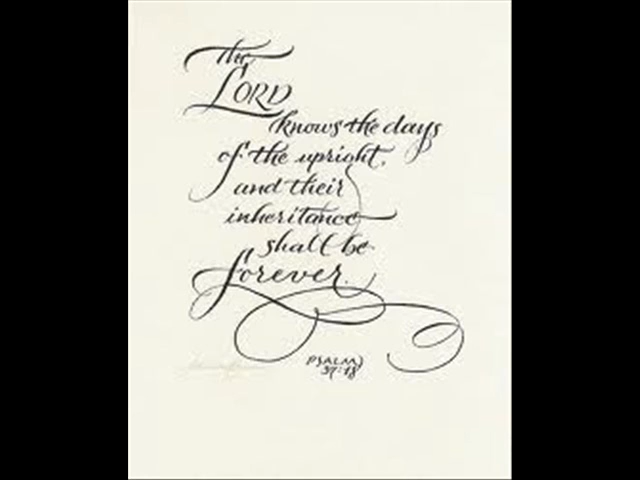 The
LORD
knows the days
of the upright,
and their
inheritance
shall be
forever.
PSALM
37:18